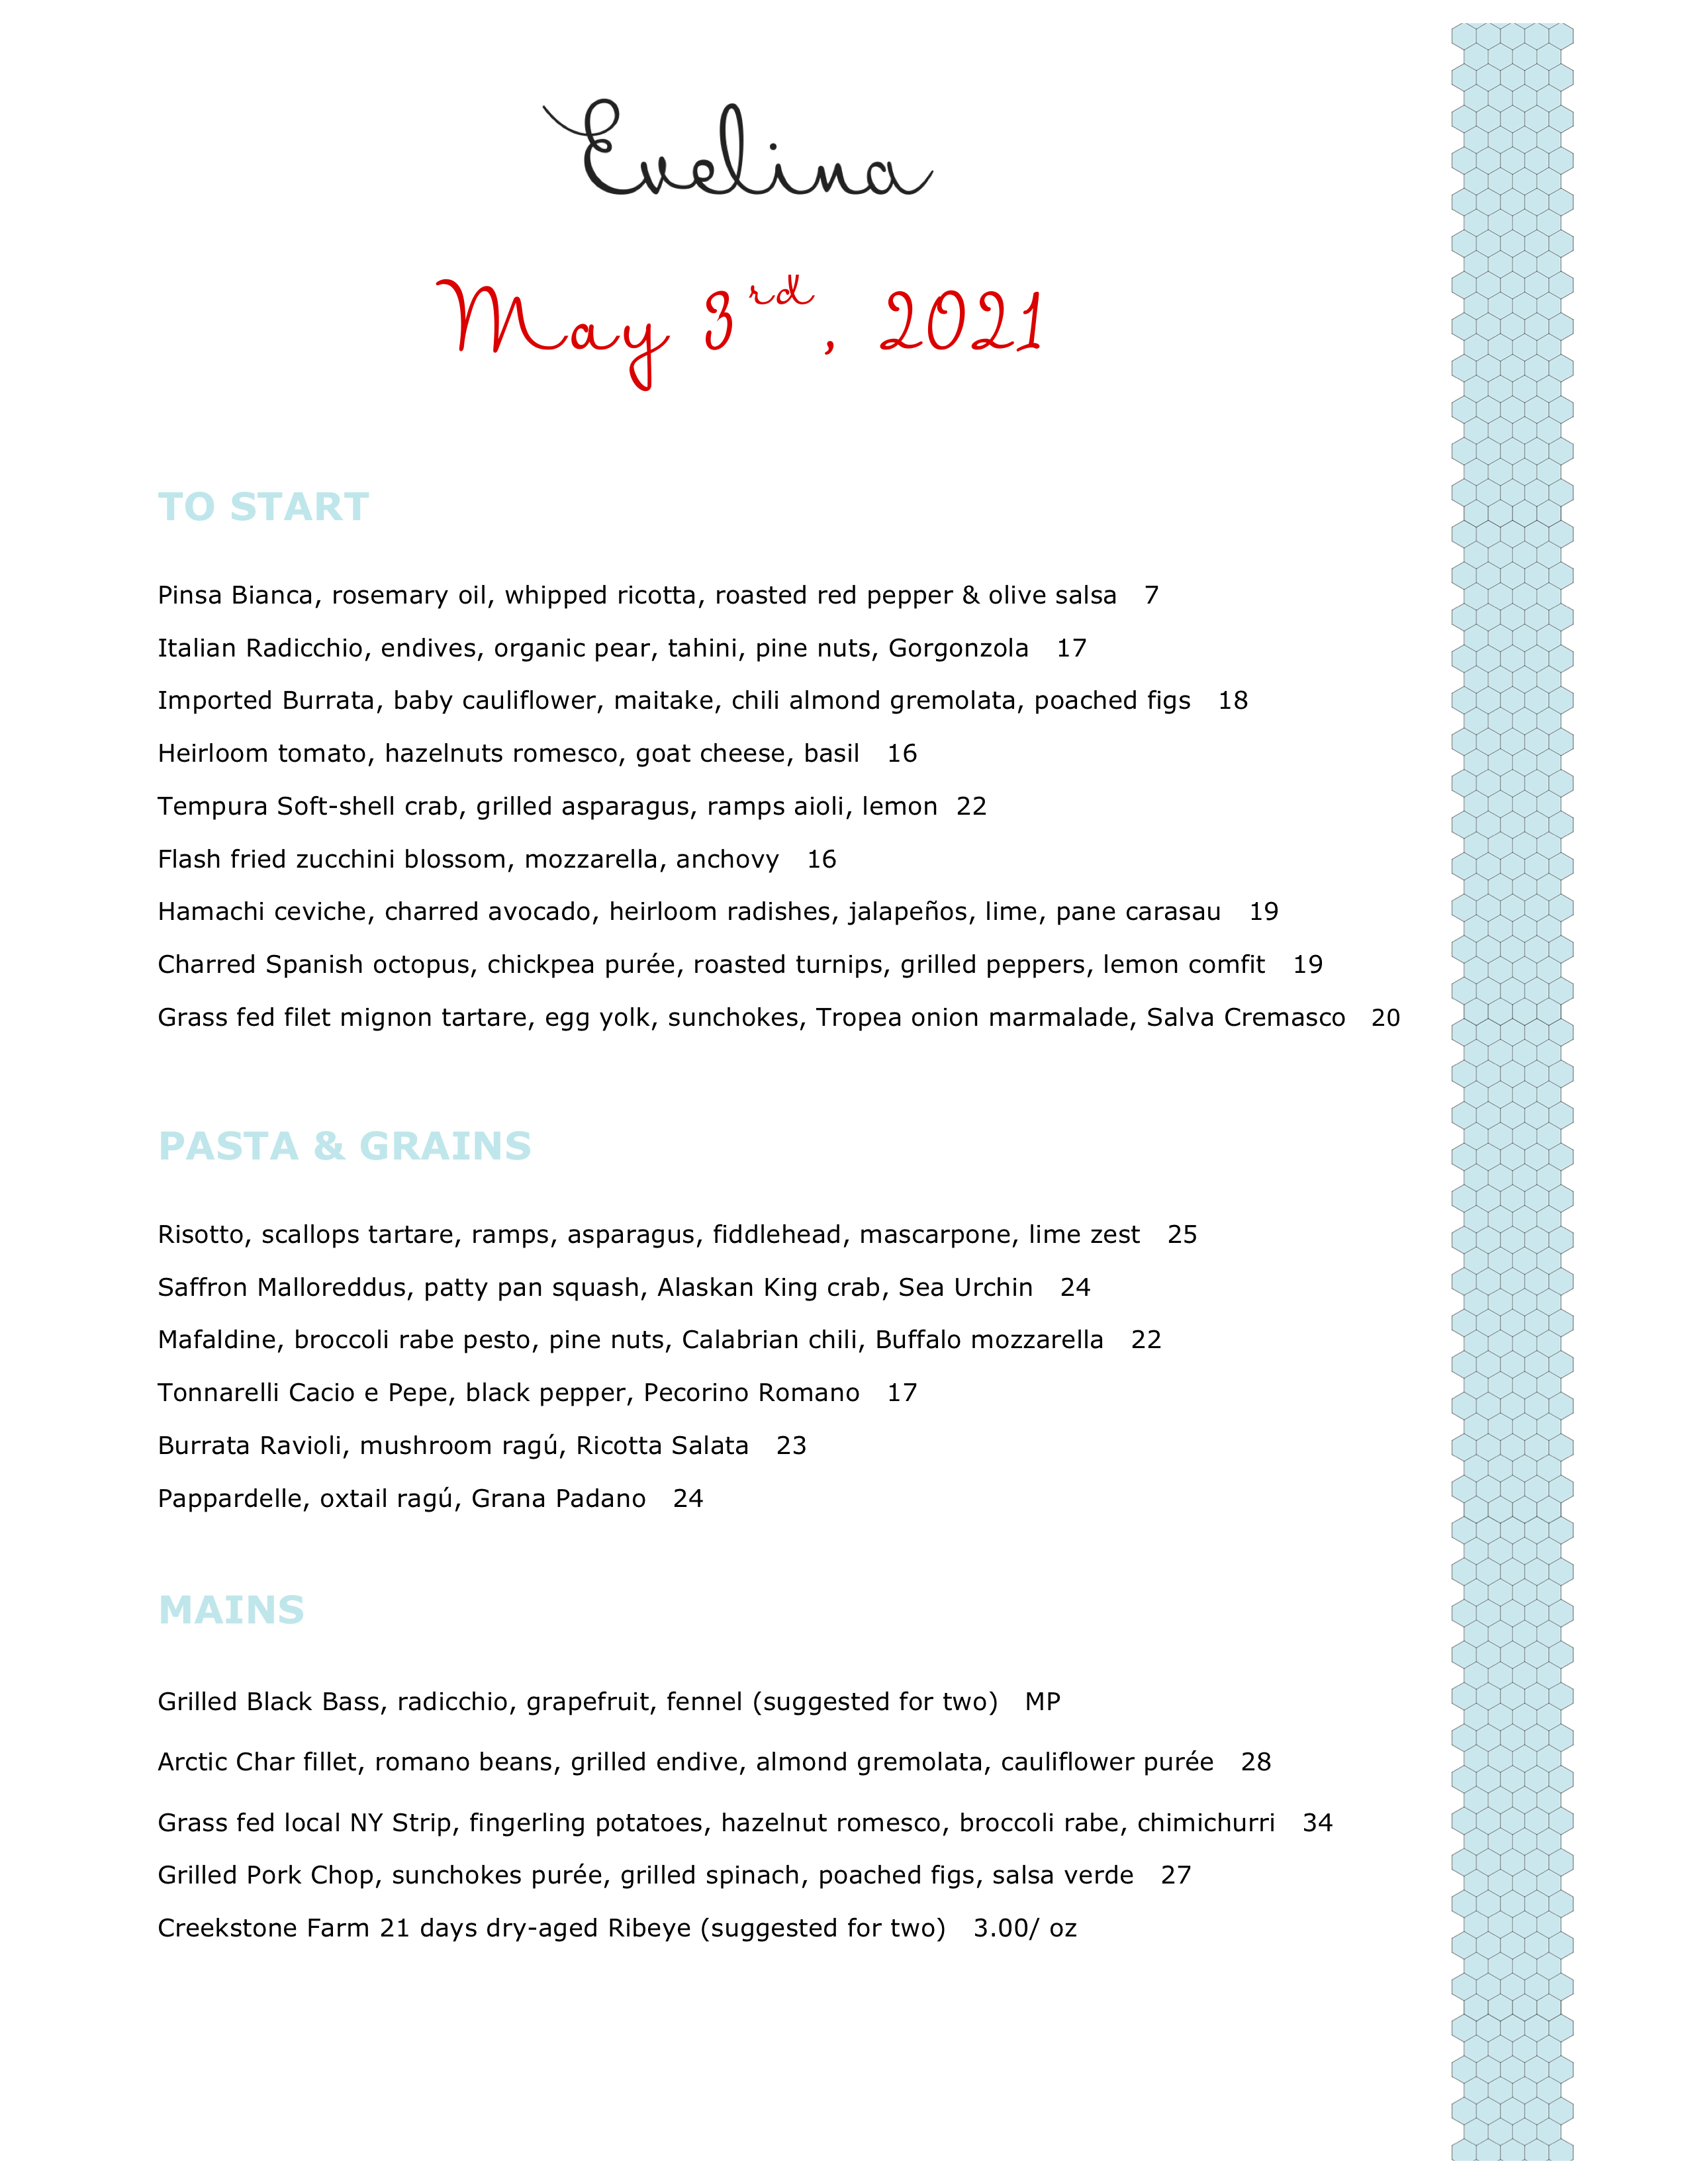 Evelina
May 3rd, 2021
TO START
Pinsa Bianca, rosemary oil, whipped ricotta, roasted red pepper & olive salsa 7
Italian Radicchio, endives, organic pear, tahini, pine nuts, Gorgonzola 17
Imported Burrata, baby cauliflower, maitake, chili almond gremolata, poached figs 18
Heirloom tomato, hazelnuts romesco, goat cheese, basil 16
Tempura Soft-shell crab, grilled asparagus, ramps aioli, lemon 22
Flash fried zucchini blossom, mozzarella, anchovy 16
Hamachi ceviche, charred avocado, heirloom radishes, jalapeños, lime, pane carasau 19
Charred Spanish octopus, chickpea purée, roasted turnips, grilled peppers, lemon comfit 19
Grass fed filet mignon tartare, egg yolk, sunchokes, Tropea onion marmalade, Salva Cremasco 20
PASTA & GRAINS
Risotto, scallops tartare, ramps, asparagus, fiddlehead, mascarpone, lime zest 25
Saffron Malloreddus, patty pan squash, Alaskan King crab, Sea Urchin 24
Mafaldine, broccoli rabe pesto, pine nuts, Calabrian chili, Buffalo mozzarella 22
Tonnarelli Cacio e Pepe, black pepper, Pecorino Romano 17
Burrata Ravioli, mushroom ragú, Ricotta Salata 23
Pappardelle, oxtail ragú, Grana Padano 24
MAINS
Grilled Black Bass, radicchio, grapefruit, fennel (suggested for two) MP
Arctic Char fillet, romano beans, grilled endive, almond gremolata, cauliflower purée 28
Grass fed local NY Strip, fingerling potatoes, hazelnut romesco, broccoli rabe, chimichurri 34
Grilled Pork Chop, sunchokes purée, grilled spinach, poached figs, salsa verde 27
Creekstone Farm 21 days dry-aged Ribeye (suggested for two) 3.00/ oz